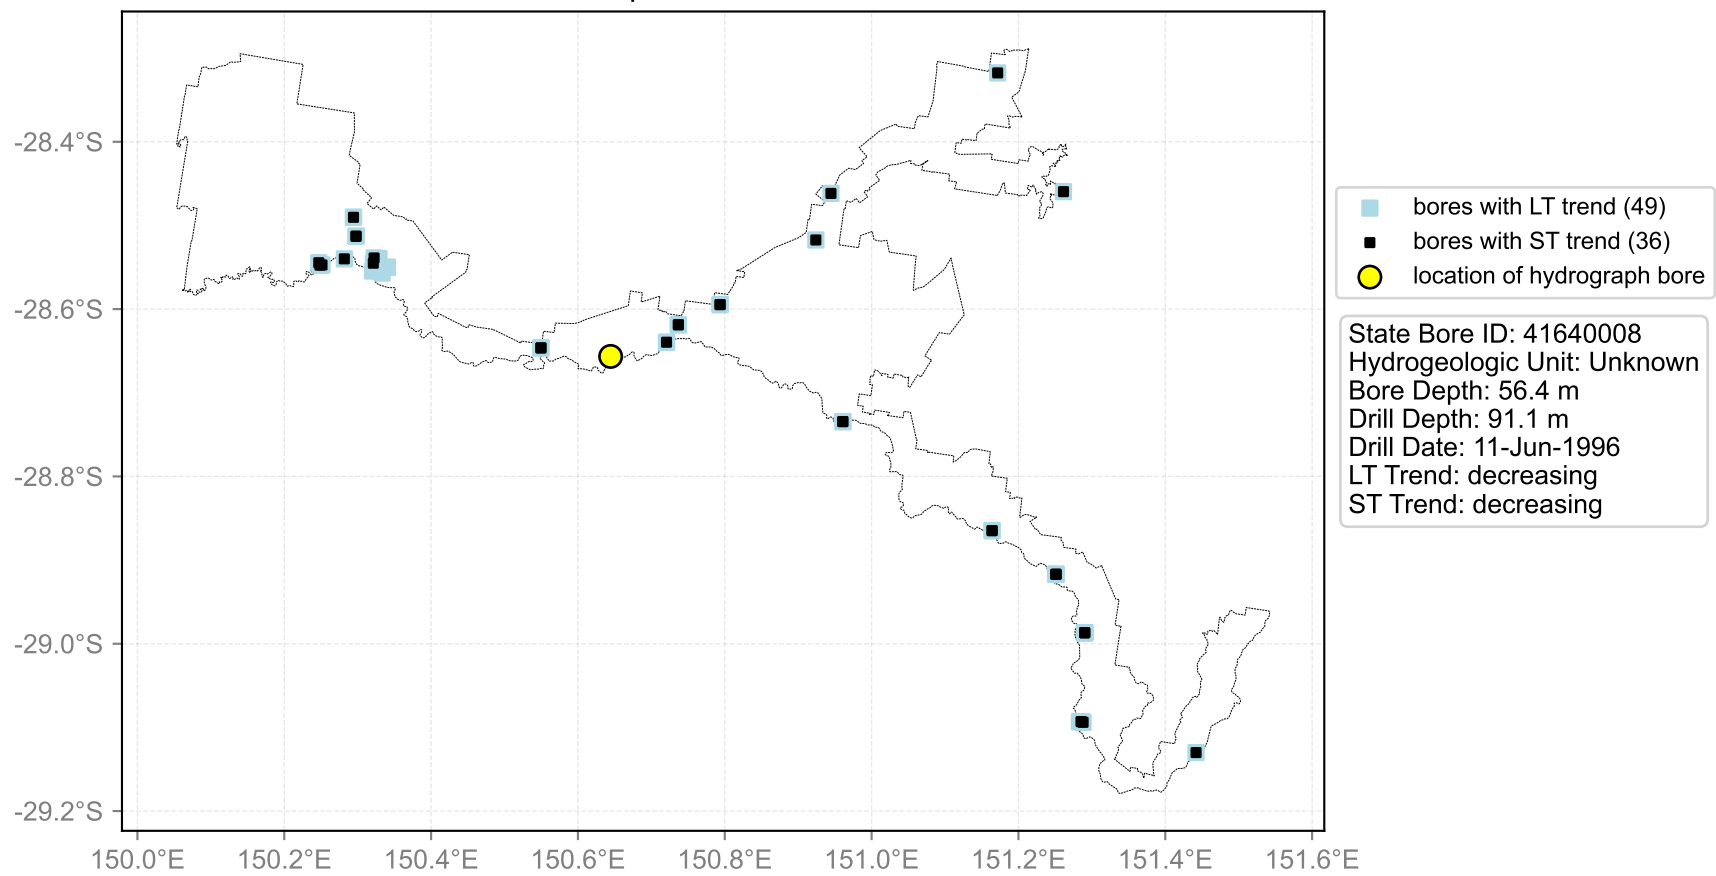 -28.4°S
-28.6°S
-28.8°S
-29.0°S
-29.2°S
150.0°E 150.2°E 150.4°E 150.6°E 150.8°E 151.0°E 151.2°E 151.4°E 151.6°E
bores with LT trend (49)
bores with ST trend (36)
location of hydrograph bore
State Bore ID: 41640008
Hydrogeologic Unit: Unknown
Bore Depth: 56.4 m
Drill Depth: 91.1 m
Drill Date: 11-Jun-1996
LT Trend: decreasing
ST Trend: decreasing